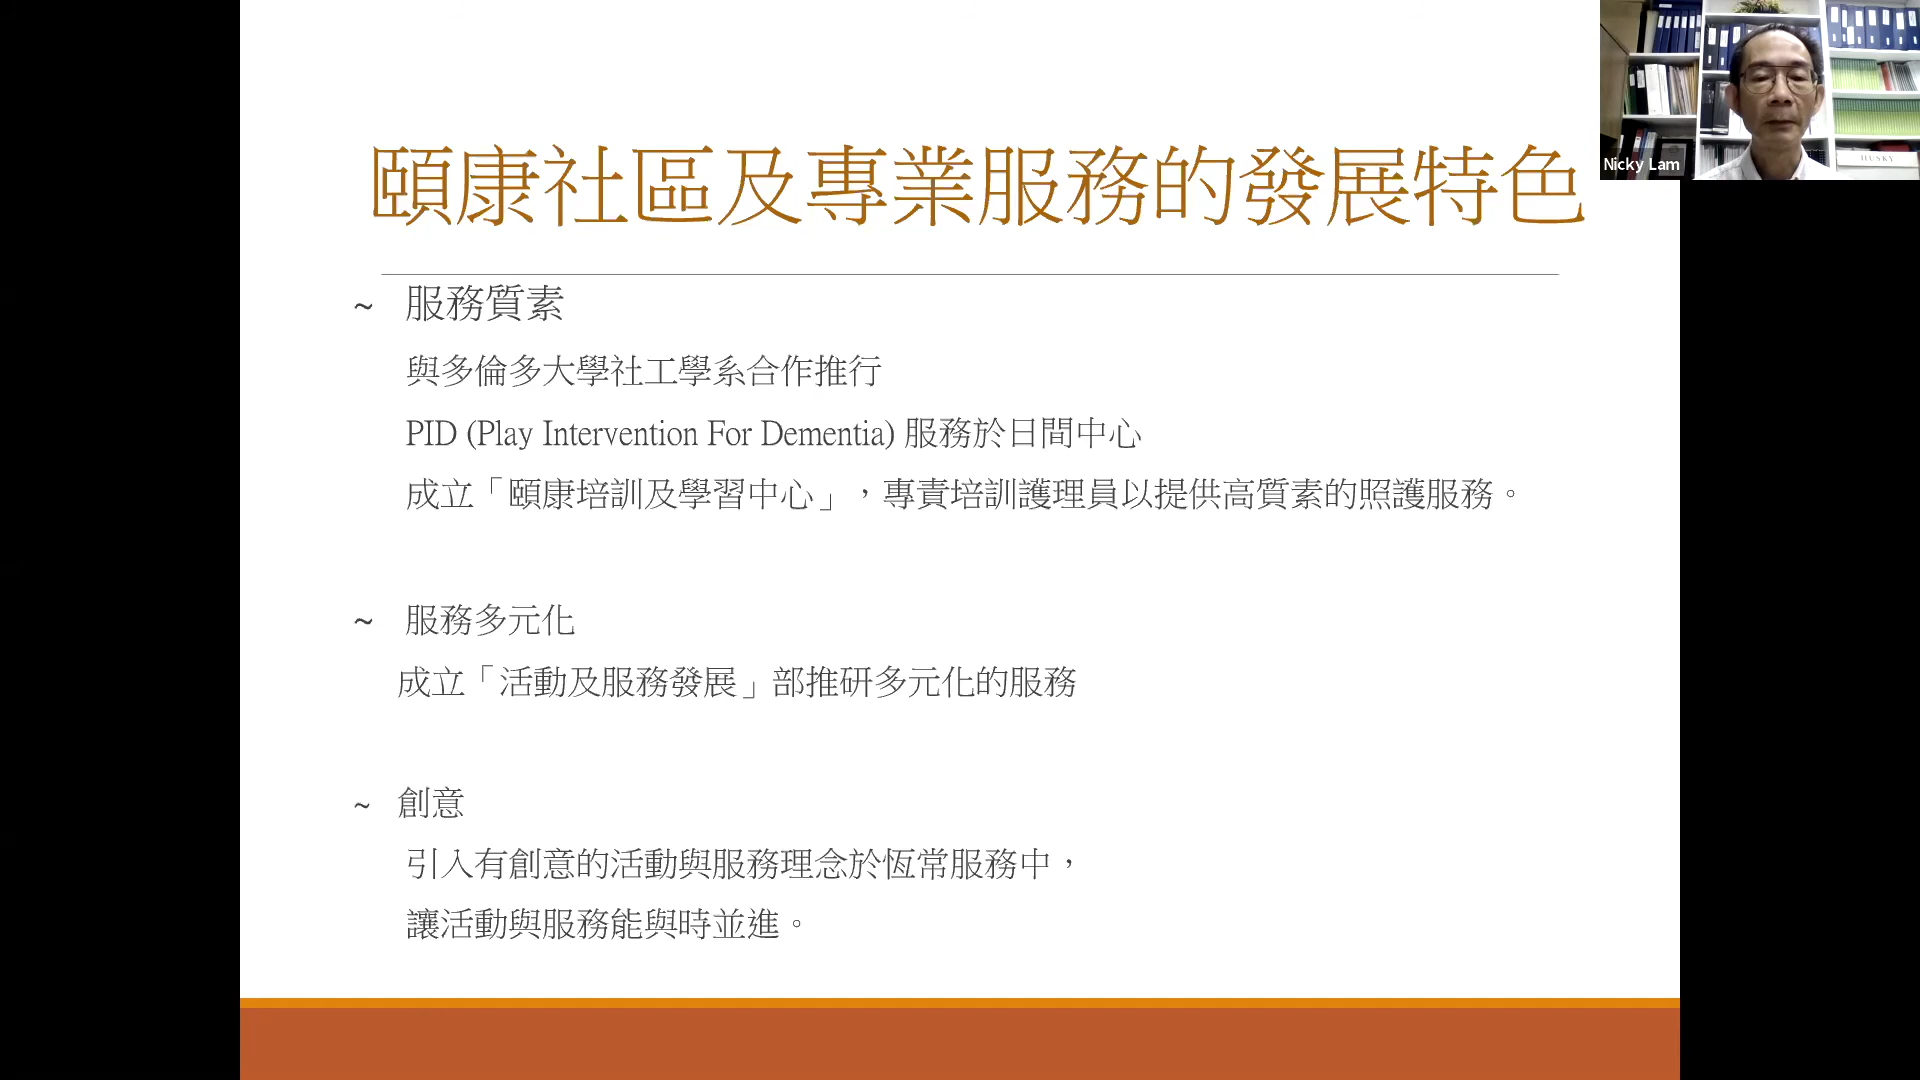 頤康社區及專業服務的發展特色
~ 服務質素
與多倫多大學社工學系合作推行
PID (Play Intervention For Dementia) 服務於日間中心
成立「頤康培訓及學習中心」，專責培訓護理員以提供高質素的照護服務。
~ 服務多元化
成立「活動及服務發展」部推研多元化的服務
~ 創意
引入有創意的活動與服務理念於恆常服務中，
讓活動與服務能與時並進。
Nicky Lam
HUSKY